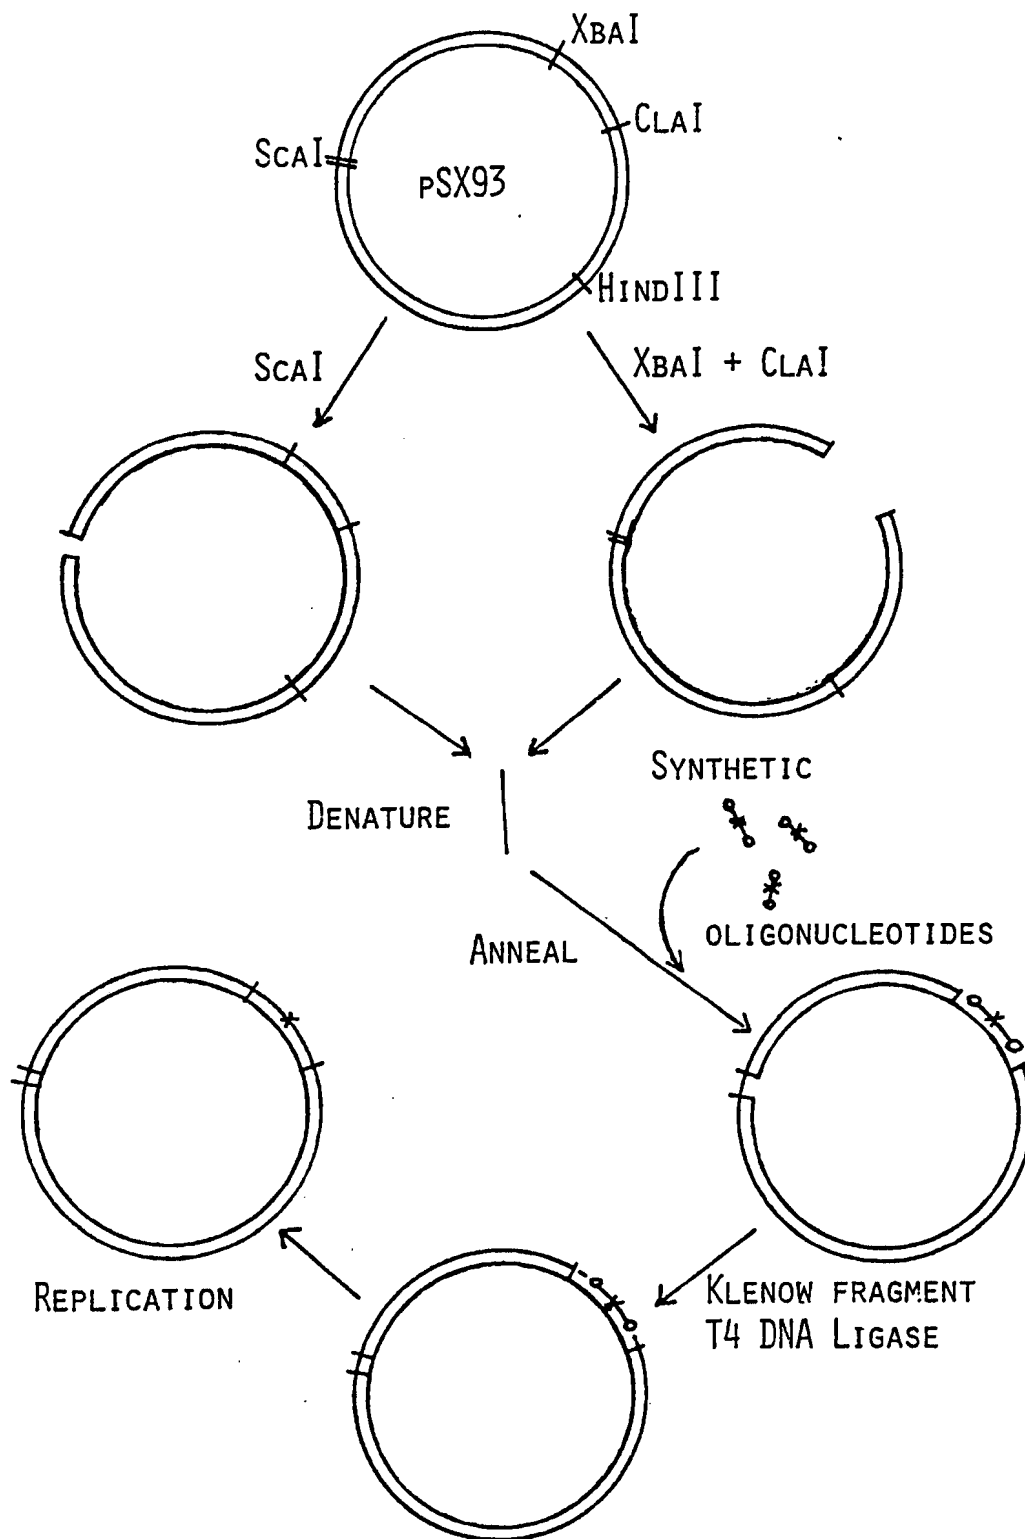 XBAI
CLAI
SCAI
pSX93
HINDIII
SCAI
XBAI + CLAI
SYNTHETIC
DENATURE
OLIGONUCLEOTIDES
ANNEAL
REPLICATION
KLENOW FRAGMENT
T4 DNA LIGASE